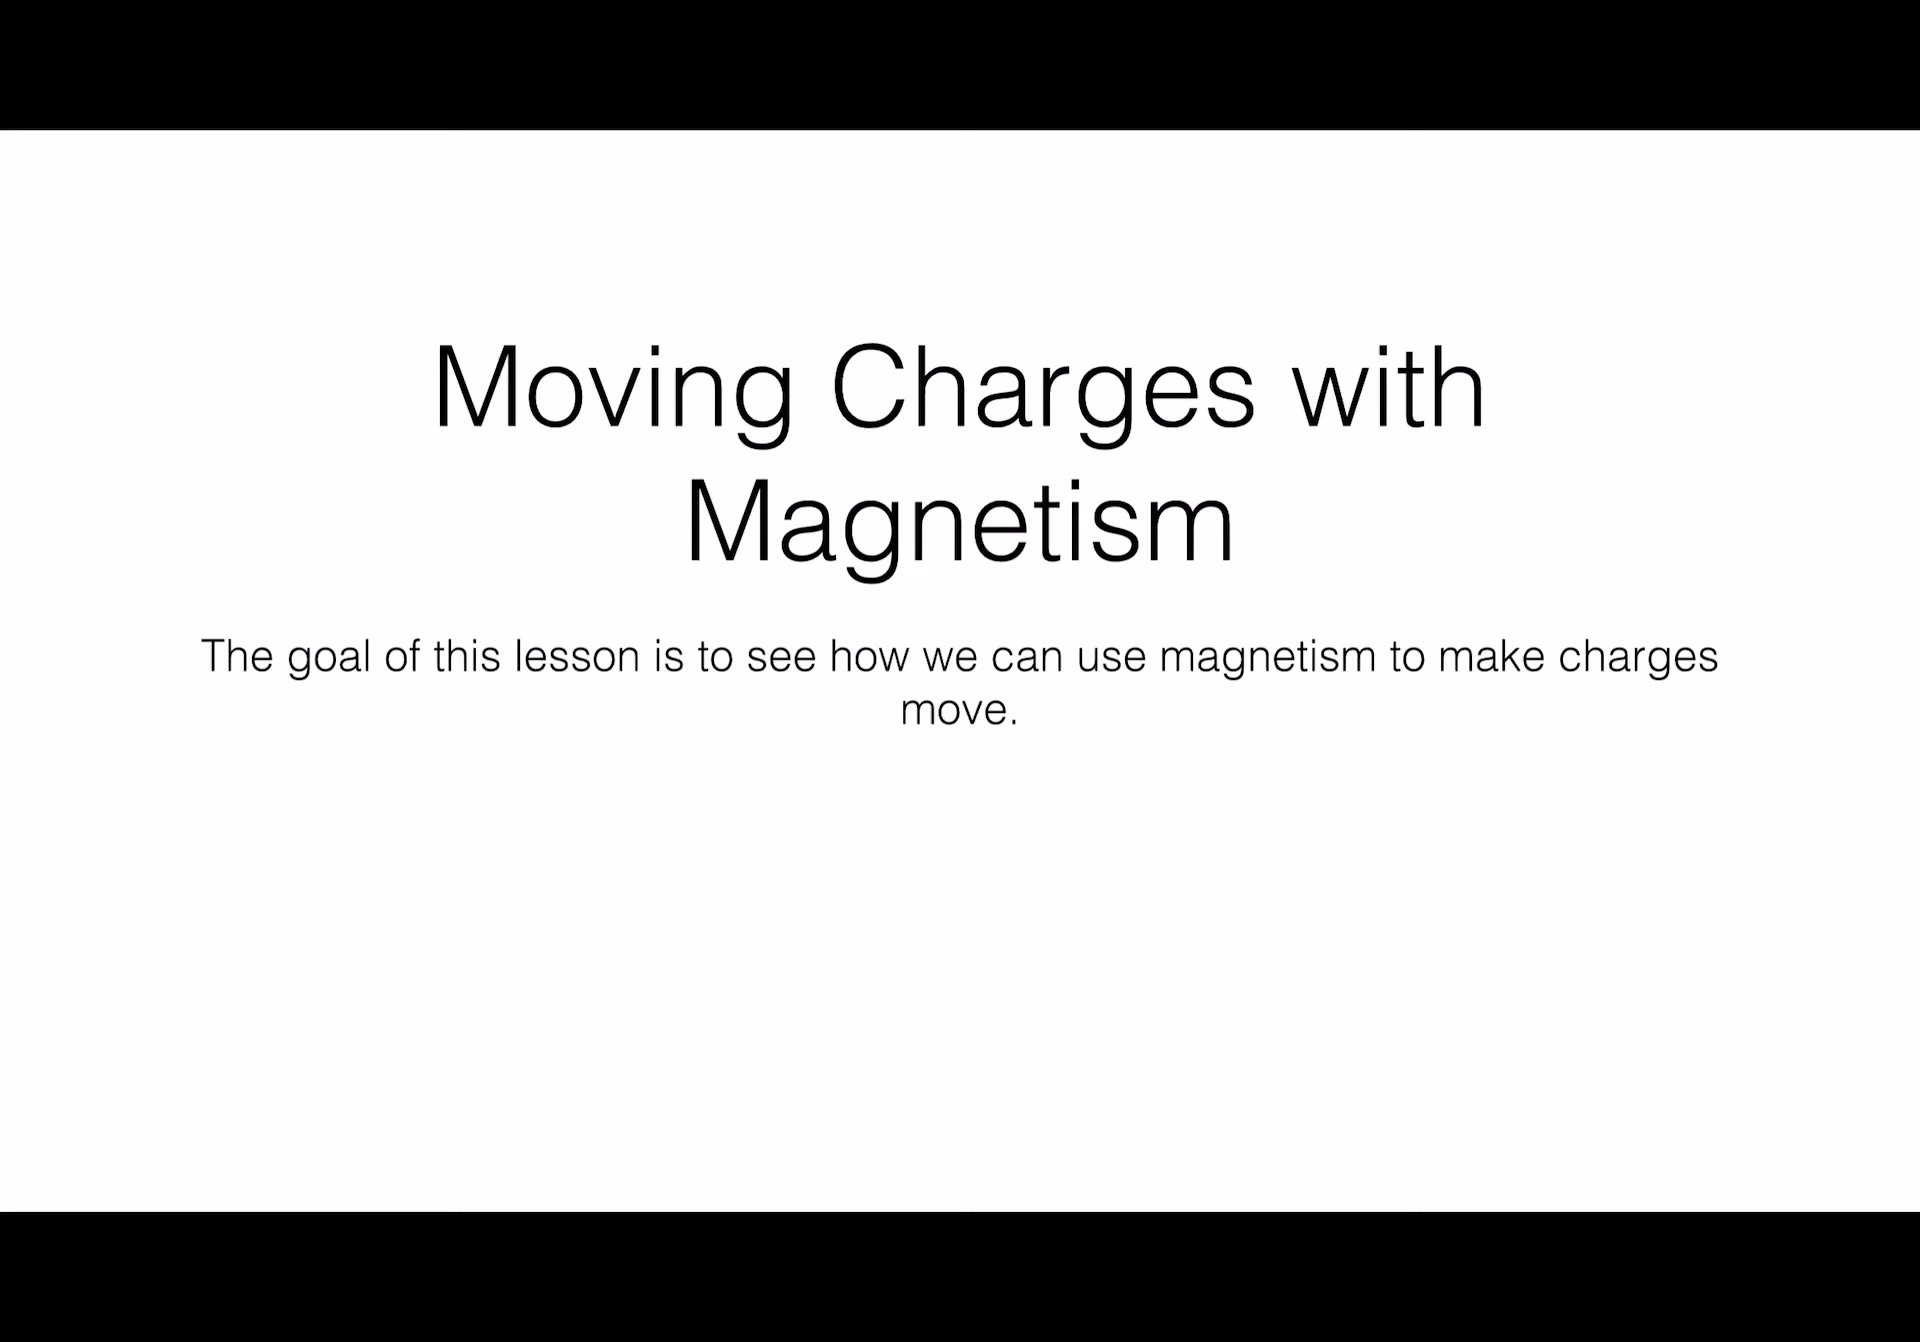 Moving Charges with
Magnetism
The goal of this lesson is to see how we can use magnetism to make charges
move.